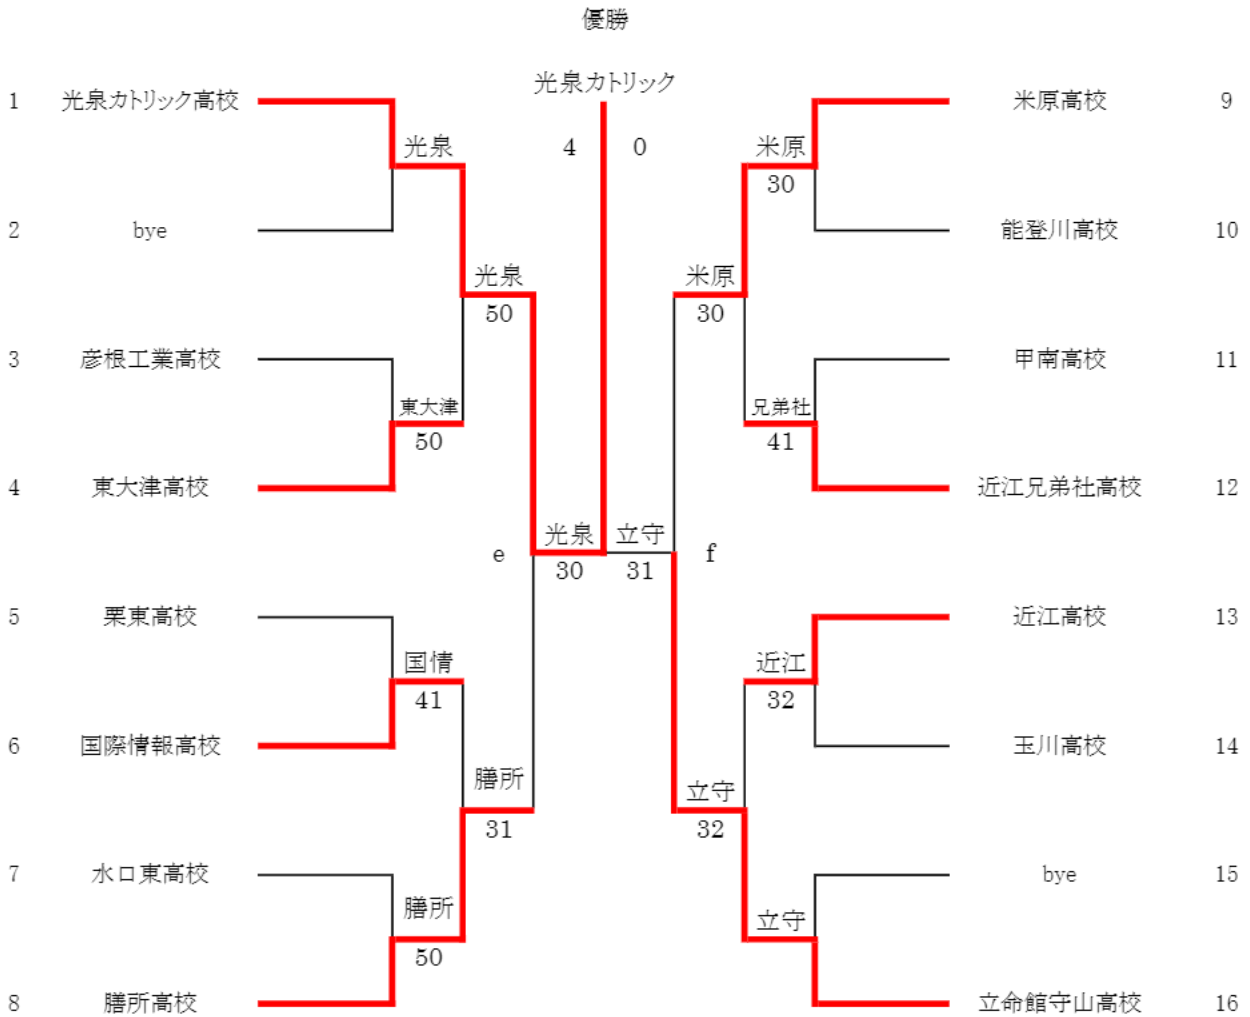 優勝
光泉カトリック
1 光泉カトリック高校 米原高校 9
光泉 4 0 米原
30
2 bye 能登川高校 10
光泉 米原
50 30
3 彦根工業高校 甲南高校 11
東大津 兄弟社
50 41
4 東大津高校 近江兄弟社高校 12
e 光泉 立守 f
30 31
5 栗東高校 近江高校 13
国情 近江
41 32
6 国際情報高校 玉川高校 14
膳所 立守
31 32
7 水口東高校 bye 15
膳所 立守
50
8 膳所高校 立命館守山高校 16